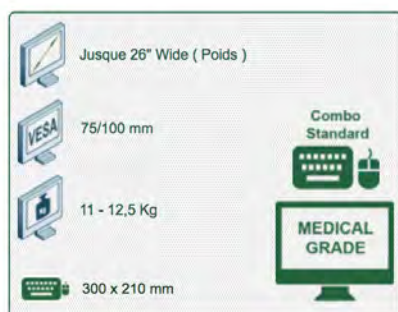 Jusque 26" Wide ( Poids )
VESA
75/100 mm
KG
11 - 12,5 Kg
300 x 210 mm
Combo
Standard
MEDICAL
GRADE